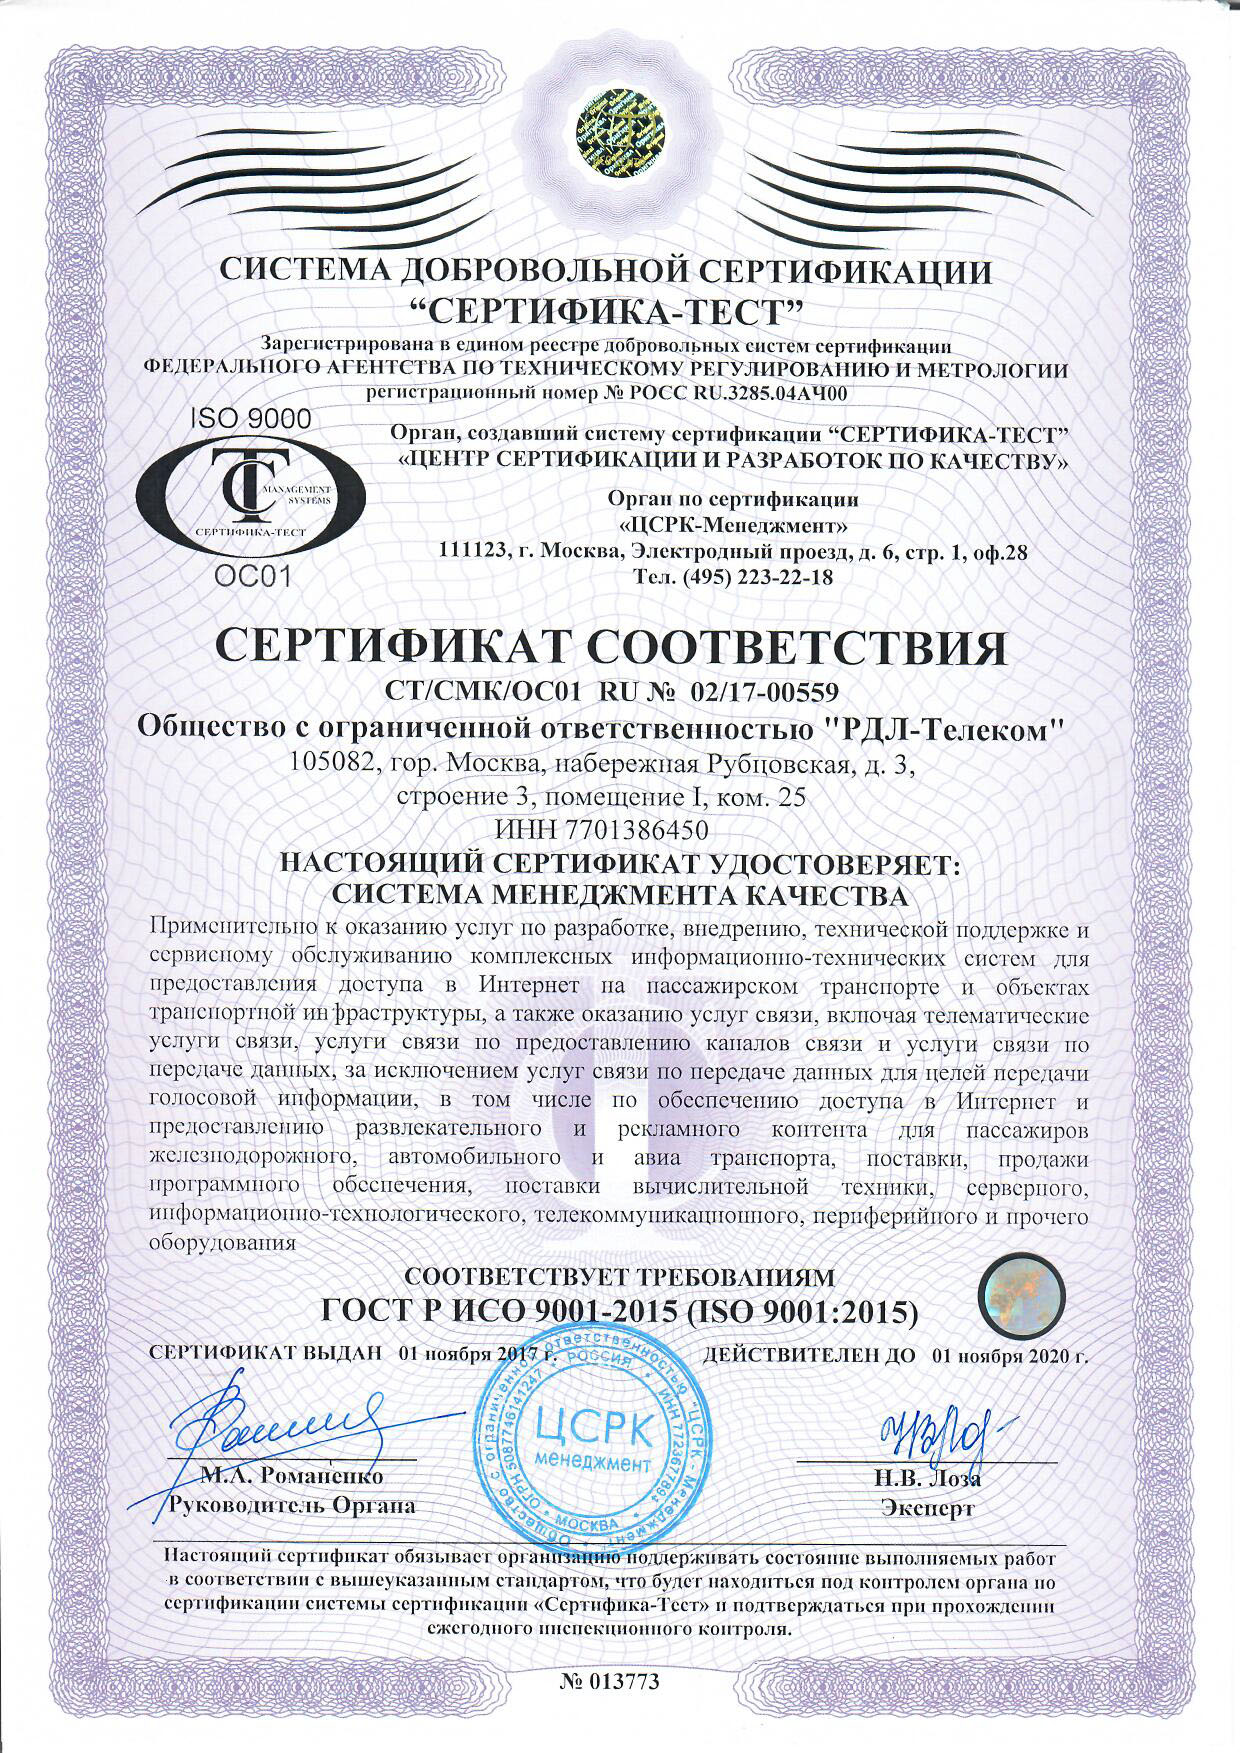 СИСТЕМА ДОБРОВОЛЬНОЙ СЕРТИФИКАЦИИ
“СЕРТИФИКА-ТЕСТ”
Зарегистрирована в едином реестре добровольных систем сертификации
ФЕДЕРАЛЬНОГО АГЕНТСТВА ПО ТЕХНИЧЕСКОМУ РЕГУЛИРОВАНИЮ И МЕТРОЛОГИИ
регистрационный номер № РОСС RU.3285.04АЧ00
ISO 9000
MANAGEMENT
SYSTEMS
СЕРТИФИКА-ТЕСТ
ОС01
Орган, создавший систему сертификации “СЕРТИФИКА-ТЕСТ”
«ЦЕНТР СЕРТИФИКАЦИИ И РАЗРАБОТОК ПО КАЧЕСТВУ»
Орган по сертификации
«ЦСРК-Менеджмент»
111123, г. Москва, Электродный проезд, д. 6, стр. 1, оф.28
Тел. (495) 223-22-18
СЕРТИФИКАТ СООТВЕТСТВИЯ
СТ/СМК/ОС01 RU № 02/17-00559
Общество с ограниченной ответственностью "РДЛ-Телеком"
105082, гор. Москва, набережная Рубцовская, д. 3,
строение 3, помещение I, ком. 25
ИНН 7701386450
НАСТОЯЩИЙ СЕРТИФИКАТ УДОСТОВЕРЯЕТ:
СИСТЕМА МЕНЕДЖМЕНТА КАЧЕСТВА
Применительно к оказанию услуг по разработке, внедрению, технической поддержке и
сервисному обслуживанию комплексных информационно-технических систем для
предоставления доступа в Интернет на пассажирском транспорте и объектах
транспортной инфраструктуры, а также оказанию услуг связи, включая телематические
услуги связи, услуги связи по предоставлению каналов связи и услуги связи по
передаче данных, за исключением услуг связи по передаче данных для целей передачи
голосовой информации, в том числе по обеспечению доступа в Интернет и
предоставлению развлекательного и рекламного контента для пассажиров
железнодорожного, автомобильного и авиа транспорта, поставки, продажи
программного обеспечения, поставки вычислительной техники, серверного,
информационно-технологического, телекоммуникационного, периферийного и прочего
оборудования
СООТВЕТСТВУЕТ ТРЕБОВАНИЯМ
ГОСТ Р ИСО 9001-2015 (ISO 9001:2015)
СЕРТИФИКАТ ВЫДАН 01 ноября 2017 г.
ДЕЙСТВИТЕЛЕН ДО 01 ноября 2020 г.
Общество с ограниченной ответственностью "ЦСРК - Менеджмент"
ОГРН 5087746141247 * РОССИЯ * ИНН 7723677894 * МОСКВА *
ЦСРК
менеджмент
М.А. Романенко
Руководитель Органа
Н.В. Лоза
Эксперт
Настоящий сертификат обязывает организацию поддерживать состояние выполняемых работ
в соответствии с вышеуказанным стандартом, что будет находиться под контролем органа по
сертификации системы сертификации «Сертифика-Тест» и подтверждаться при прохождении
ежегодного инспекционного контроля.
№ 013773